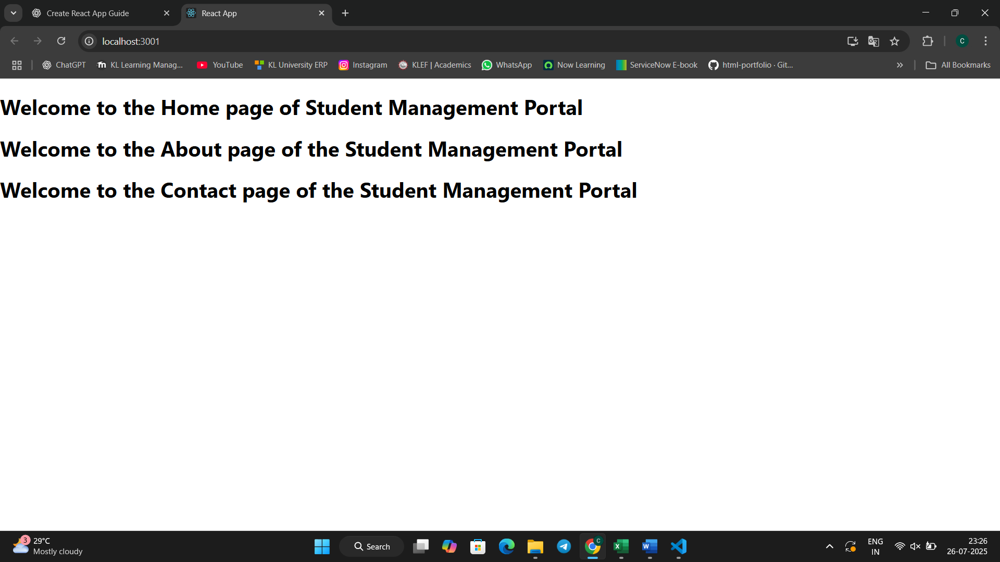 Create React App Guide
React App
localhost:3001
ChatGPT
KL Learning Manag...
YouTube
KL University ERP
Instagram
KLEF | Academics
WhatsApp
Now Learning
ServiceNow E-book
html-portfolio · Git...
All Bookmarks
C
Welcome to the Home page of Student Management Portal
Welcome to the About page of the Student Management Portal
Welcome to the Contact page of the Student Management Portal
3
29°C
Mostly cloudy
Search
C
ENG
IN
23:26
26-07-2025